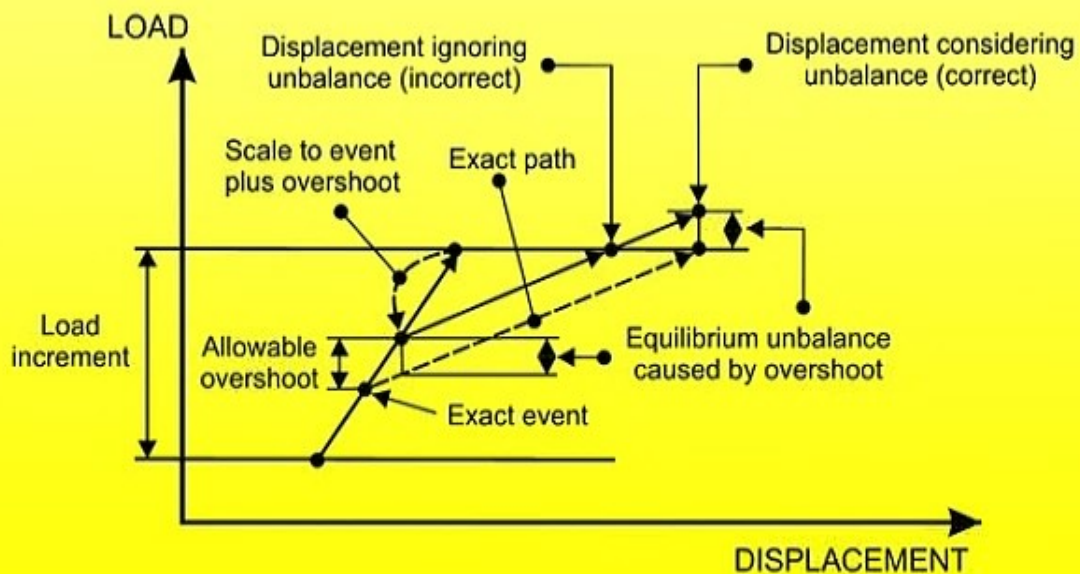 LOAD
Displacement ignoring
unbalance (incorrect)
Displacement considering
unbalance (correct)
Scale to event
plus overshoot
Exact path
Load
increment
Allowable
overshoot
Equilibrium unbalance
caused by overshoot
Exact event
DISPLACEMENT